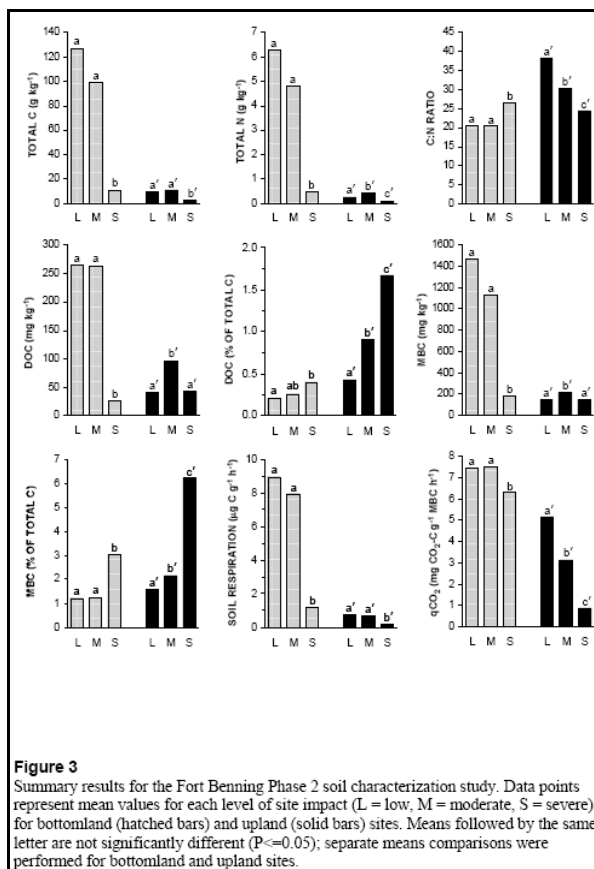 140
120
100
80
60
40
20
0
TOTAL C (g kg⁻¹)
a
a
b
a′
a′
b′
L M S L M S
7
6
5
4
3
2
1
0
TOTAL N (g kg⁻¹)
a
a
b
a′
b′
c′
L M S L M S
45
40
35
30
25
20
15
10
5
0
C:N RATIO
a
a
b
a′
b′
c′
L M S L M S
300
250
200
150
100
50
0
DOC (mg kg⁻¹)
a
a
b
a′
b′
a′
L M S L M S
2.0
1.5
1.0
0.5
0.0
DOC (% OF TOTAL C)
a
ab
b
a′
b′
c′
L M S L M S
1600
1400
1200
1000
800
600
400
200
0
MBC (mg kg⁻¹)
a
a
b
a′
b′
a′
L M S L M S
7
6
5
4
3
2
1
0
MBC (% OF TOTAL C)
a
a
b
a′
b′
c′
L M S L M S
10
8
6
4
2
0
SOIL RESPIRATION (μg C g⁻¹ h⁻¹)
a
a
b
a′
a′
b′
L M S L M S
8
7
6
5
4
3
2
1
0
qCO₂ (mg CO₂-C g⁻¹ MBC h⁻¹)
a
a
b
a′
b′
c′
L M S L M S
Figure 3
Summary results for the Fort Benning Phase 2 soil characterization study. Data points
represent mean values for each level of site impact (L = low, M = moderate, S = severe)
for bottomland (hatched bars) and upland (solid bars) sites. Means followed by the same
letter are not significantly different (P<=0.05); separate means comparisons were
performed for bottomland and upland sites.